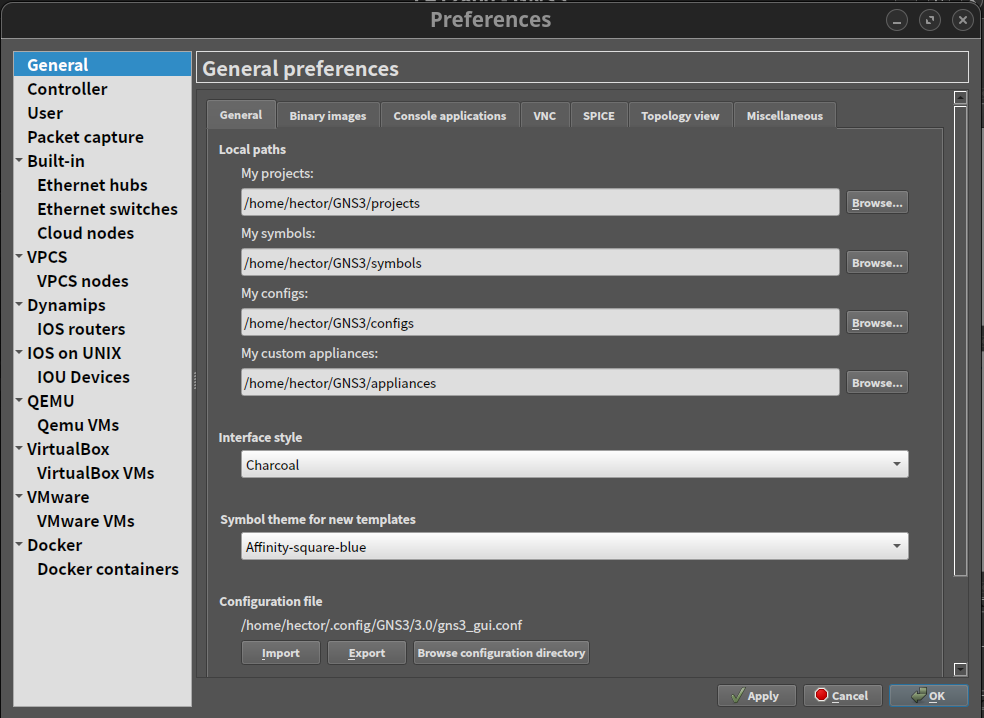 Preferences
General
Controller
User
Packet capture
Built-in
Ethernet hubs
Ethernet switches
Cloud nodes
VPCS
VPCS nodes
Dynamips
IOS routers
IOS on UNIX
IOU Devices
QEMU
Qemu VMs
VirtualBox
VirtualBox VMs
VMware
VMware VMs
Docker
Docker containers
General preferences
General Binary images Console applications VNC SPICE Topology view Miscellaneous
Local paths
My projects:
/home/hector/GNS3/projects Browse...
My symbols:
/home/hector/GNS3/symbols Browse...
My configs:
/home/hector/GNS3/configs Browse...
My custom appliances:
/home/hector/GNS3/appliances Browse...
Interface style
Charcoal
Symbol theme for new templates
Affinity-square-blue
Configuration file
/home/hector/.config/GNS3/3.0/gns3_gui.conf
Import Export Browse configuration directory
Apply Cancel OK